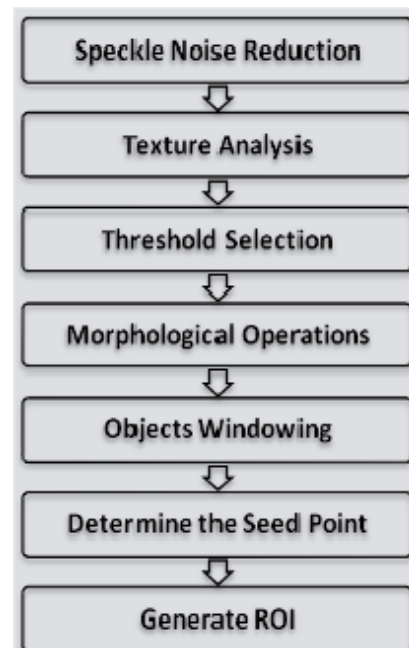 Speckle Noise Reduction
Texture Analysis
Threshold Selection
Morphological Operations
Objects Windowing
Determine the Seed Point
Generate ROI